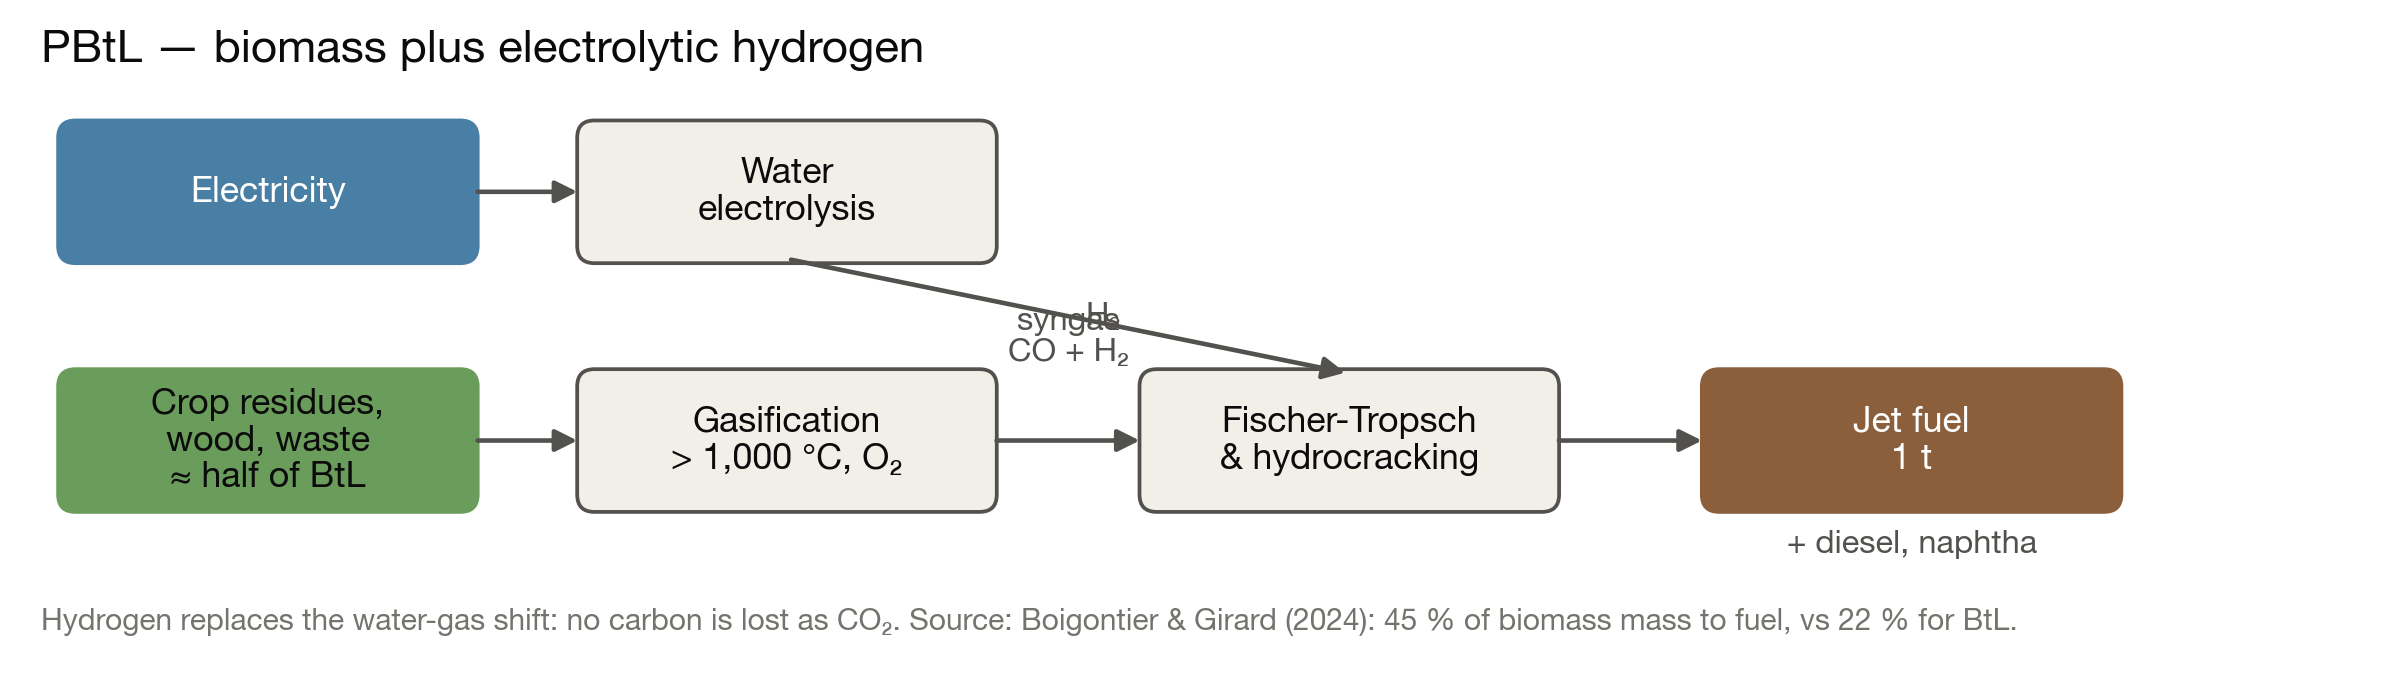 PBtL — biomass plus electrolytic hydrogen
Electricity
Water
electrolysis
H₂
syngas
CO + H₂
Crop residues,
wood, waste
≈ half of BtL
Gasification
> 1,000 °C, O₂
Fischer-Tropsch
& hydrocracking
Jet fuel
1 t
+ diesel, naphtha
Hydrogen replaces the water-gas shift: no carbon is lost as CO₂. Source: Boigontier & Girard (2024): 45 % of biomass mass to fuel, vs 22 % for BtL.